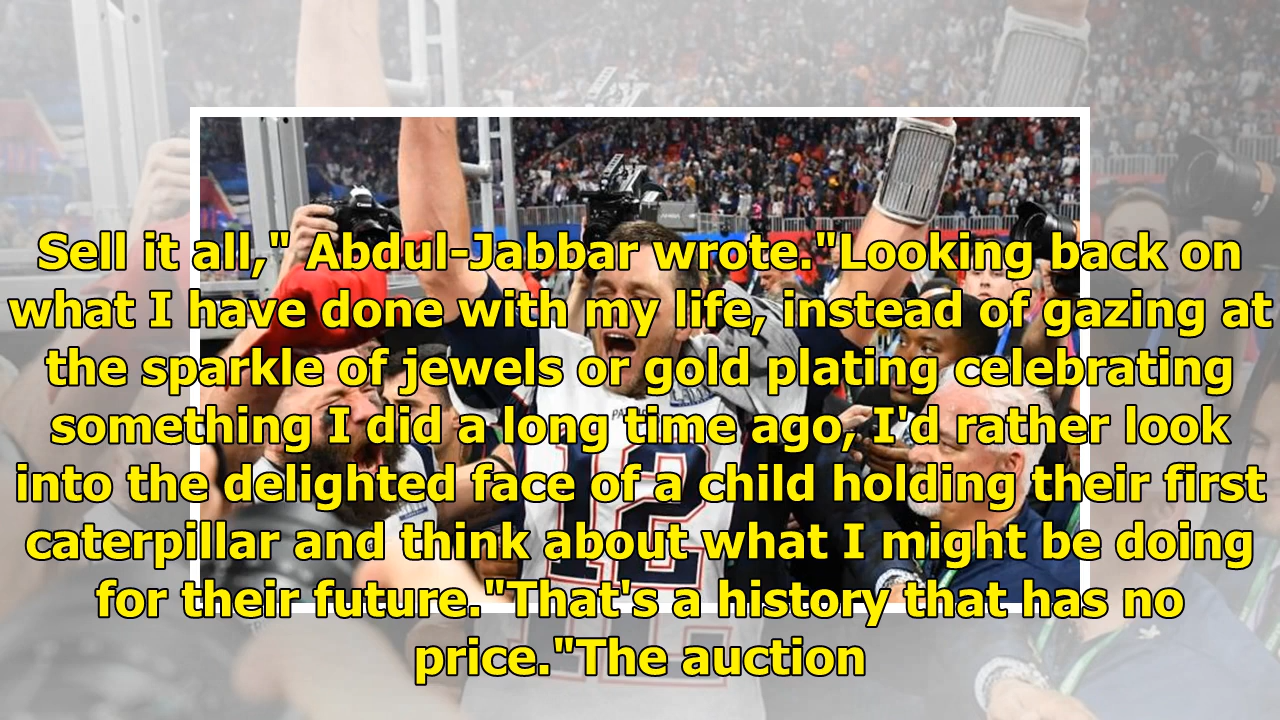 Sell it all," Abdul-Jabbar wrote."Looking back on
what I have done with my life, instead of gazing at
the sparkle of jewels or gold plating celebrating
something I did a long time ago, I'd rather look
into the delighted face of a child holding their first
caterpillar and think about what I might be doing
for their future."That's a history that has no
price."The auction
Canon
12